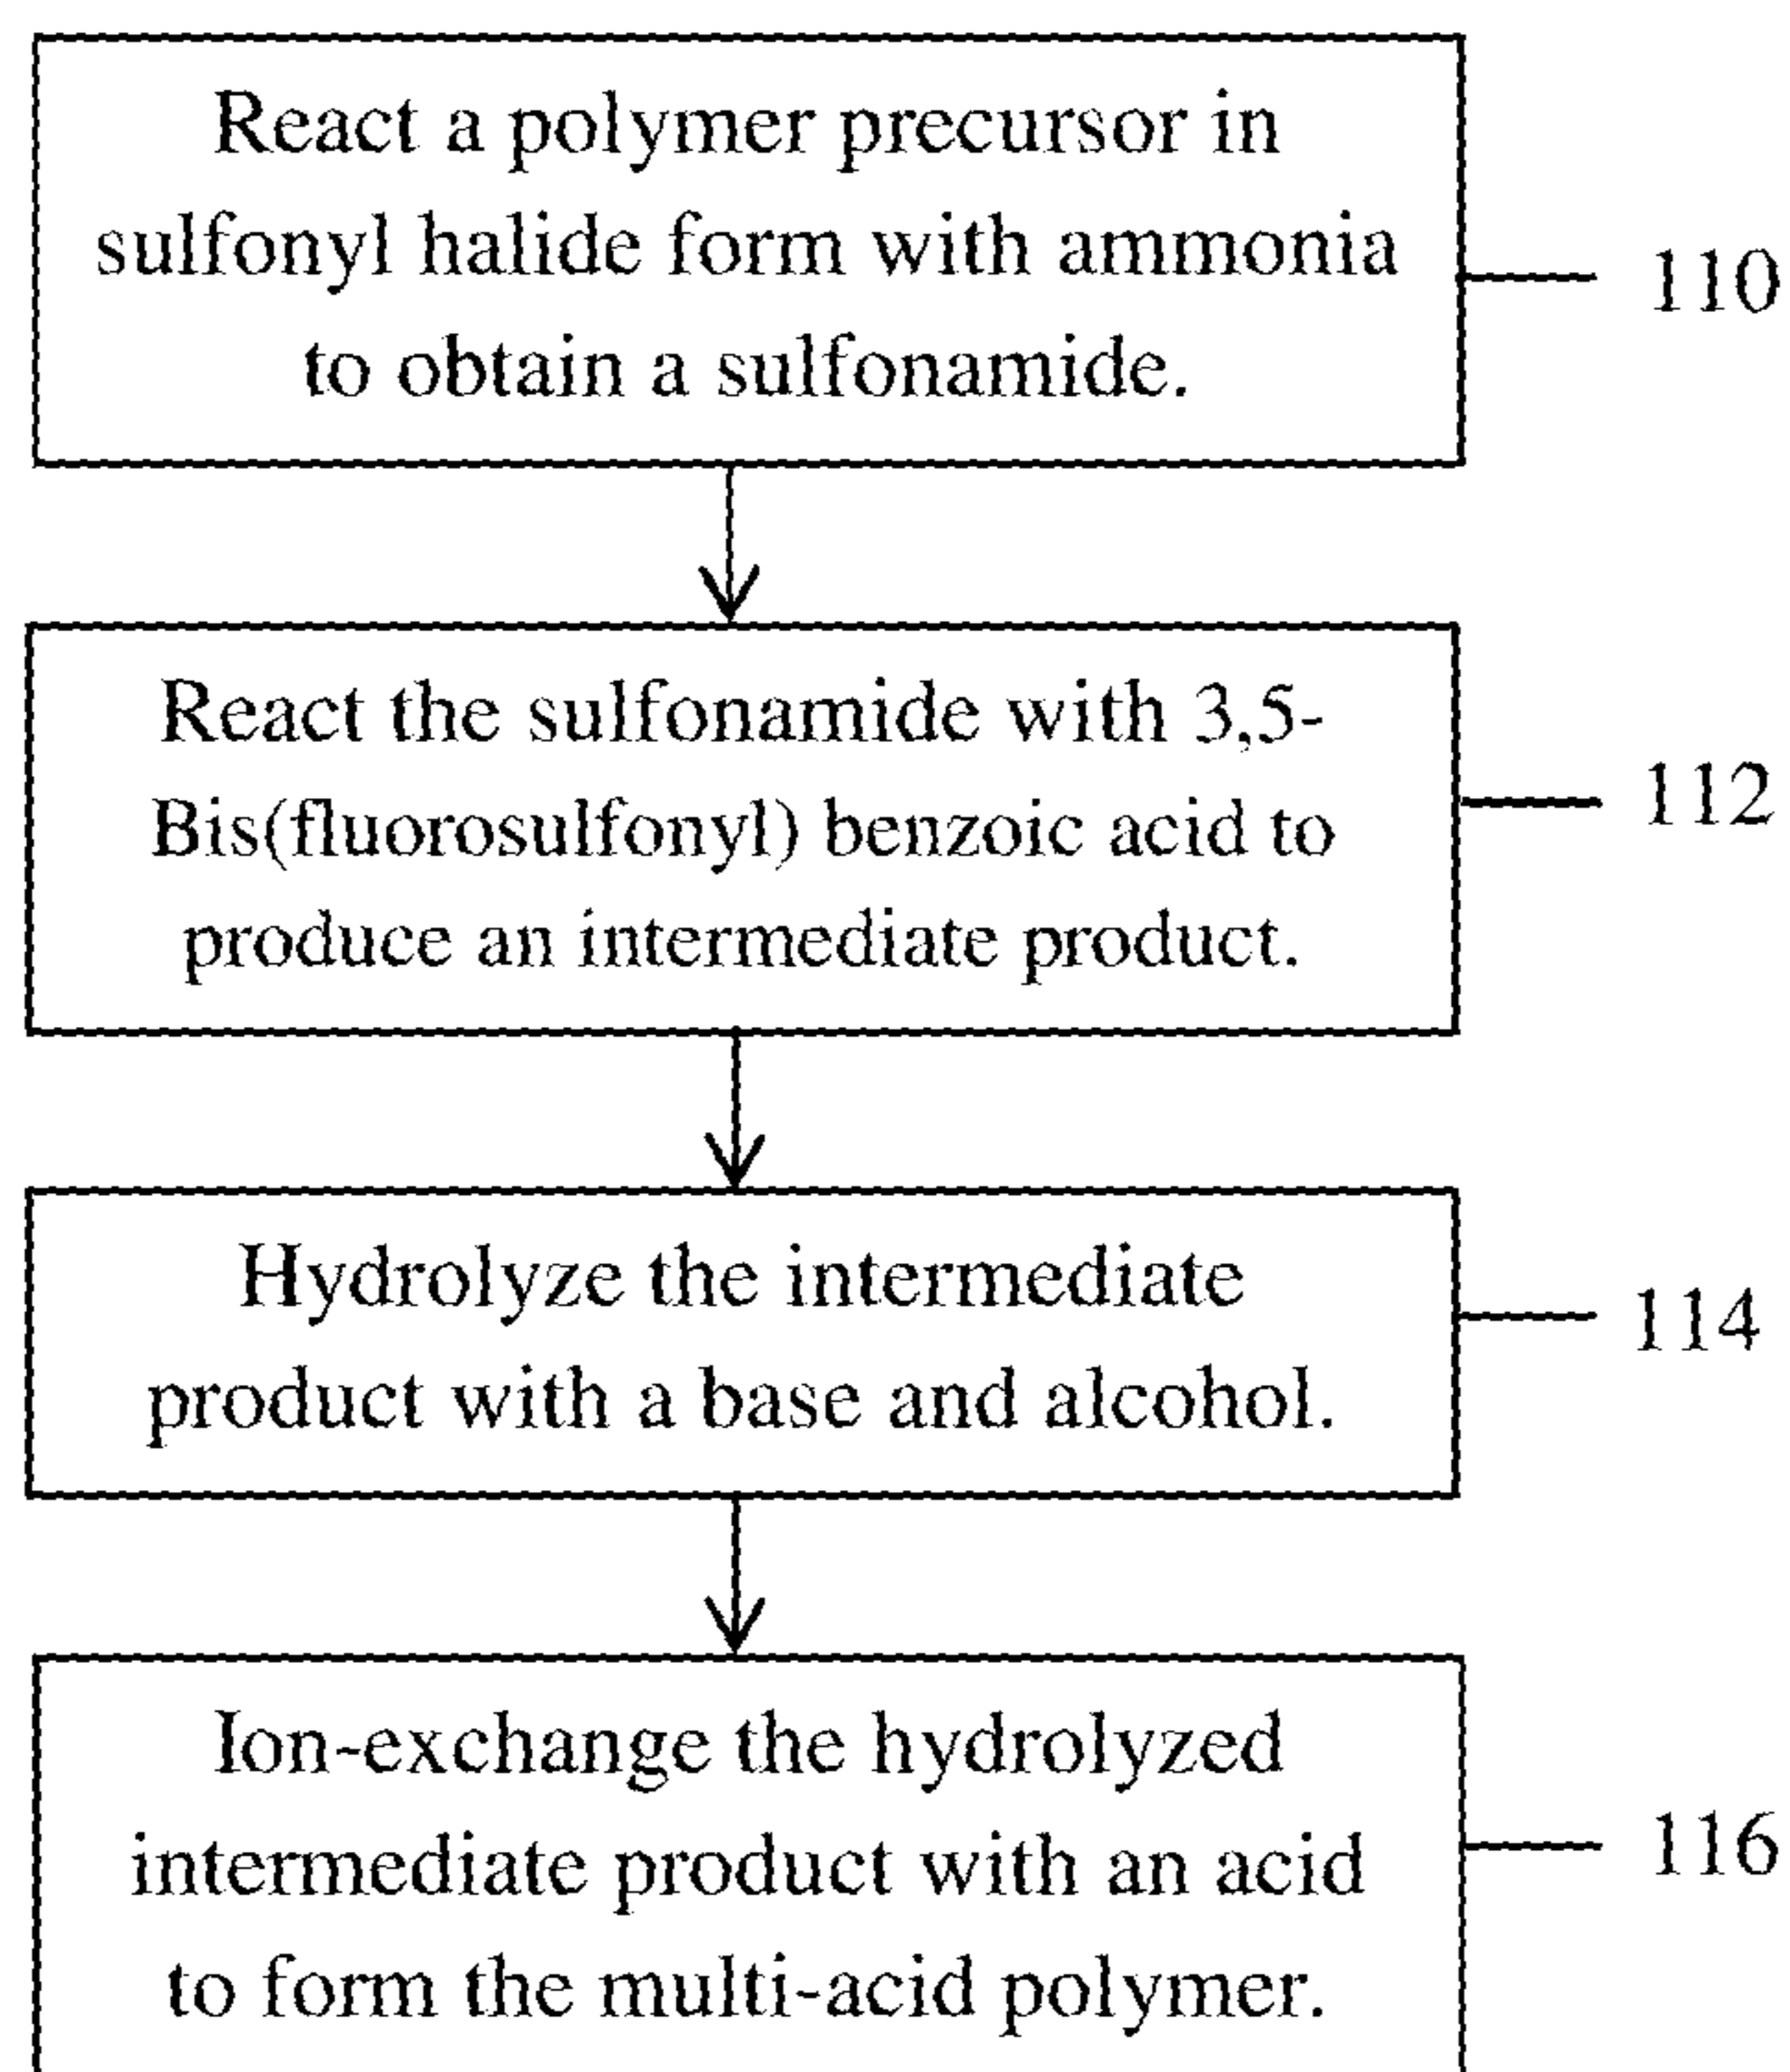 React a polymer precursor in
sulfonyl halide form with ammonia
to obtain a sulfonamide.
110
React the sulfonamide with 3,5-
Bis(fluorosulfonyl) benzoic acid to
produce an intermediate product.
112
Hydrolyze the intermediate
product with a base and alcohol.
114
Ion-exchange the hydrolyzed
intermediate product with an acid
to form the multi-acid polymer.
116